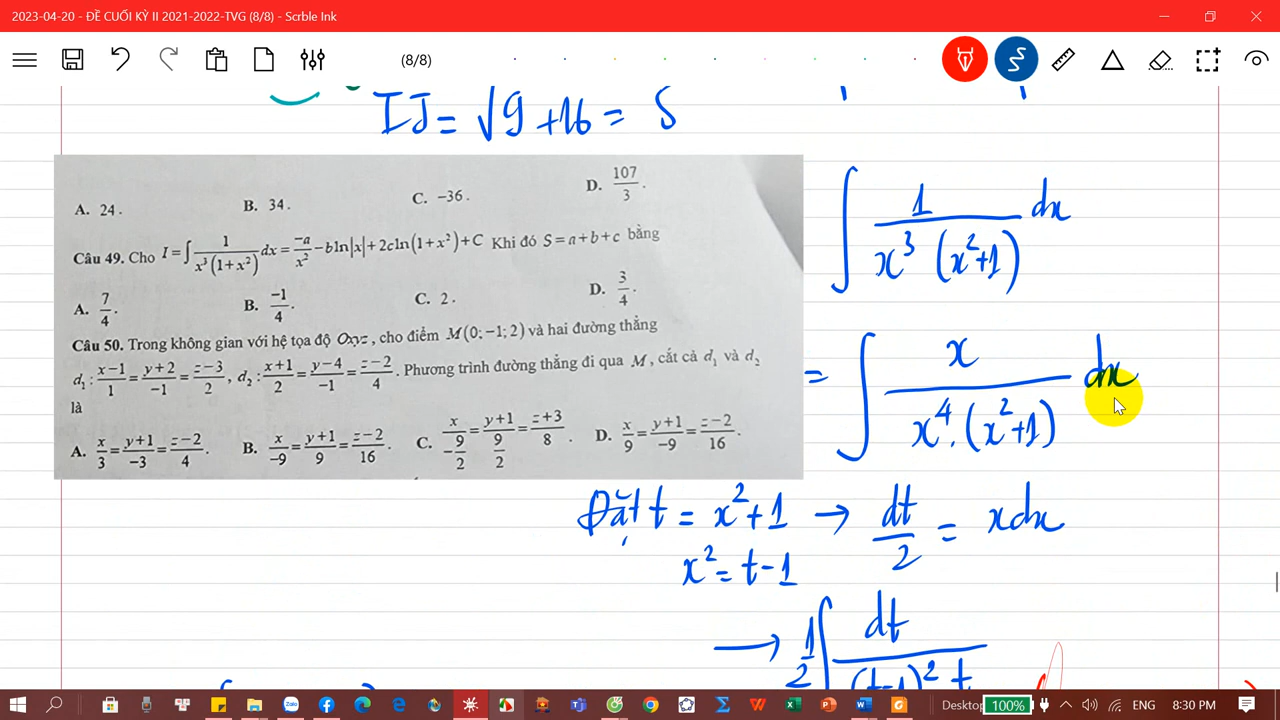 2023-04-20 - ĐỀ CUỐI KỲ II 2021-2022-TVG (8/8) - Scrble Ink
(8/8)
IJ = √9 + 16 = 5
A. 24 . B. 34 . C. -36 . D. 107/3 .
Câu 49. Cho I = ∫ 1/(x³(1+x²)) dx = -a/x² - b ln|x| + 2c ln(1+x²) + C Khi đó S = a + b + c bằng
A. 7/4 . B. -1/4 . C. 2 . D. 3/4 .
Câu 50. Trong không gian với hệ tọa độ Oxyz , cho điểm M(0;-1;2) và hai đường thẳng
d₁ : (x-1)/1 = (y+2)/-1 = (z-3)/2 , d₂ : (x+1)/2 = (y-4)/-1 = (z-2)/4 . Phương trình đường thẳng đi qua M , cắt cả d₁ và d₂
là
A. x/3 = (y+1)/-3 = (z-2)/4 . B. x/-9 = (y+1)/9 = (z-2)/16 . C. x/(-9/2) = (y+1)/(9/2) = (z+3)/8 . D. x/9 = (y+1)/-9 = (z-2)/16 .
∫ 1/(x³ (x²+1)) dx
= ∫ x/(x⁴.(x²+1)) dx
Đặt t = x²+1 → dt/2 = xdx
x² = t-1
→ 1/2 ∫ dt/((t-1)² t
Desktop 100% ENG 8:30 PM